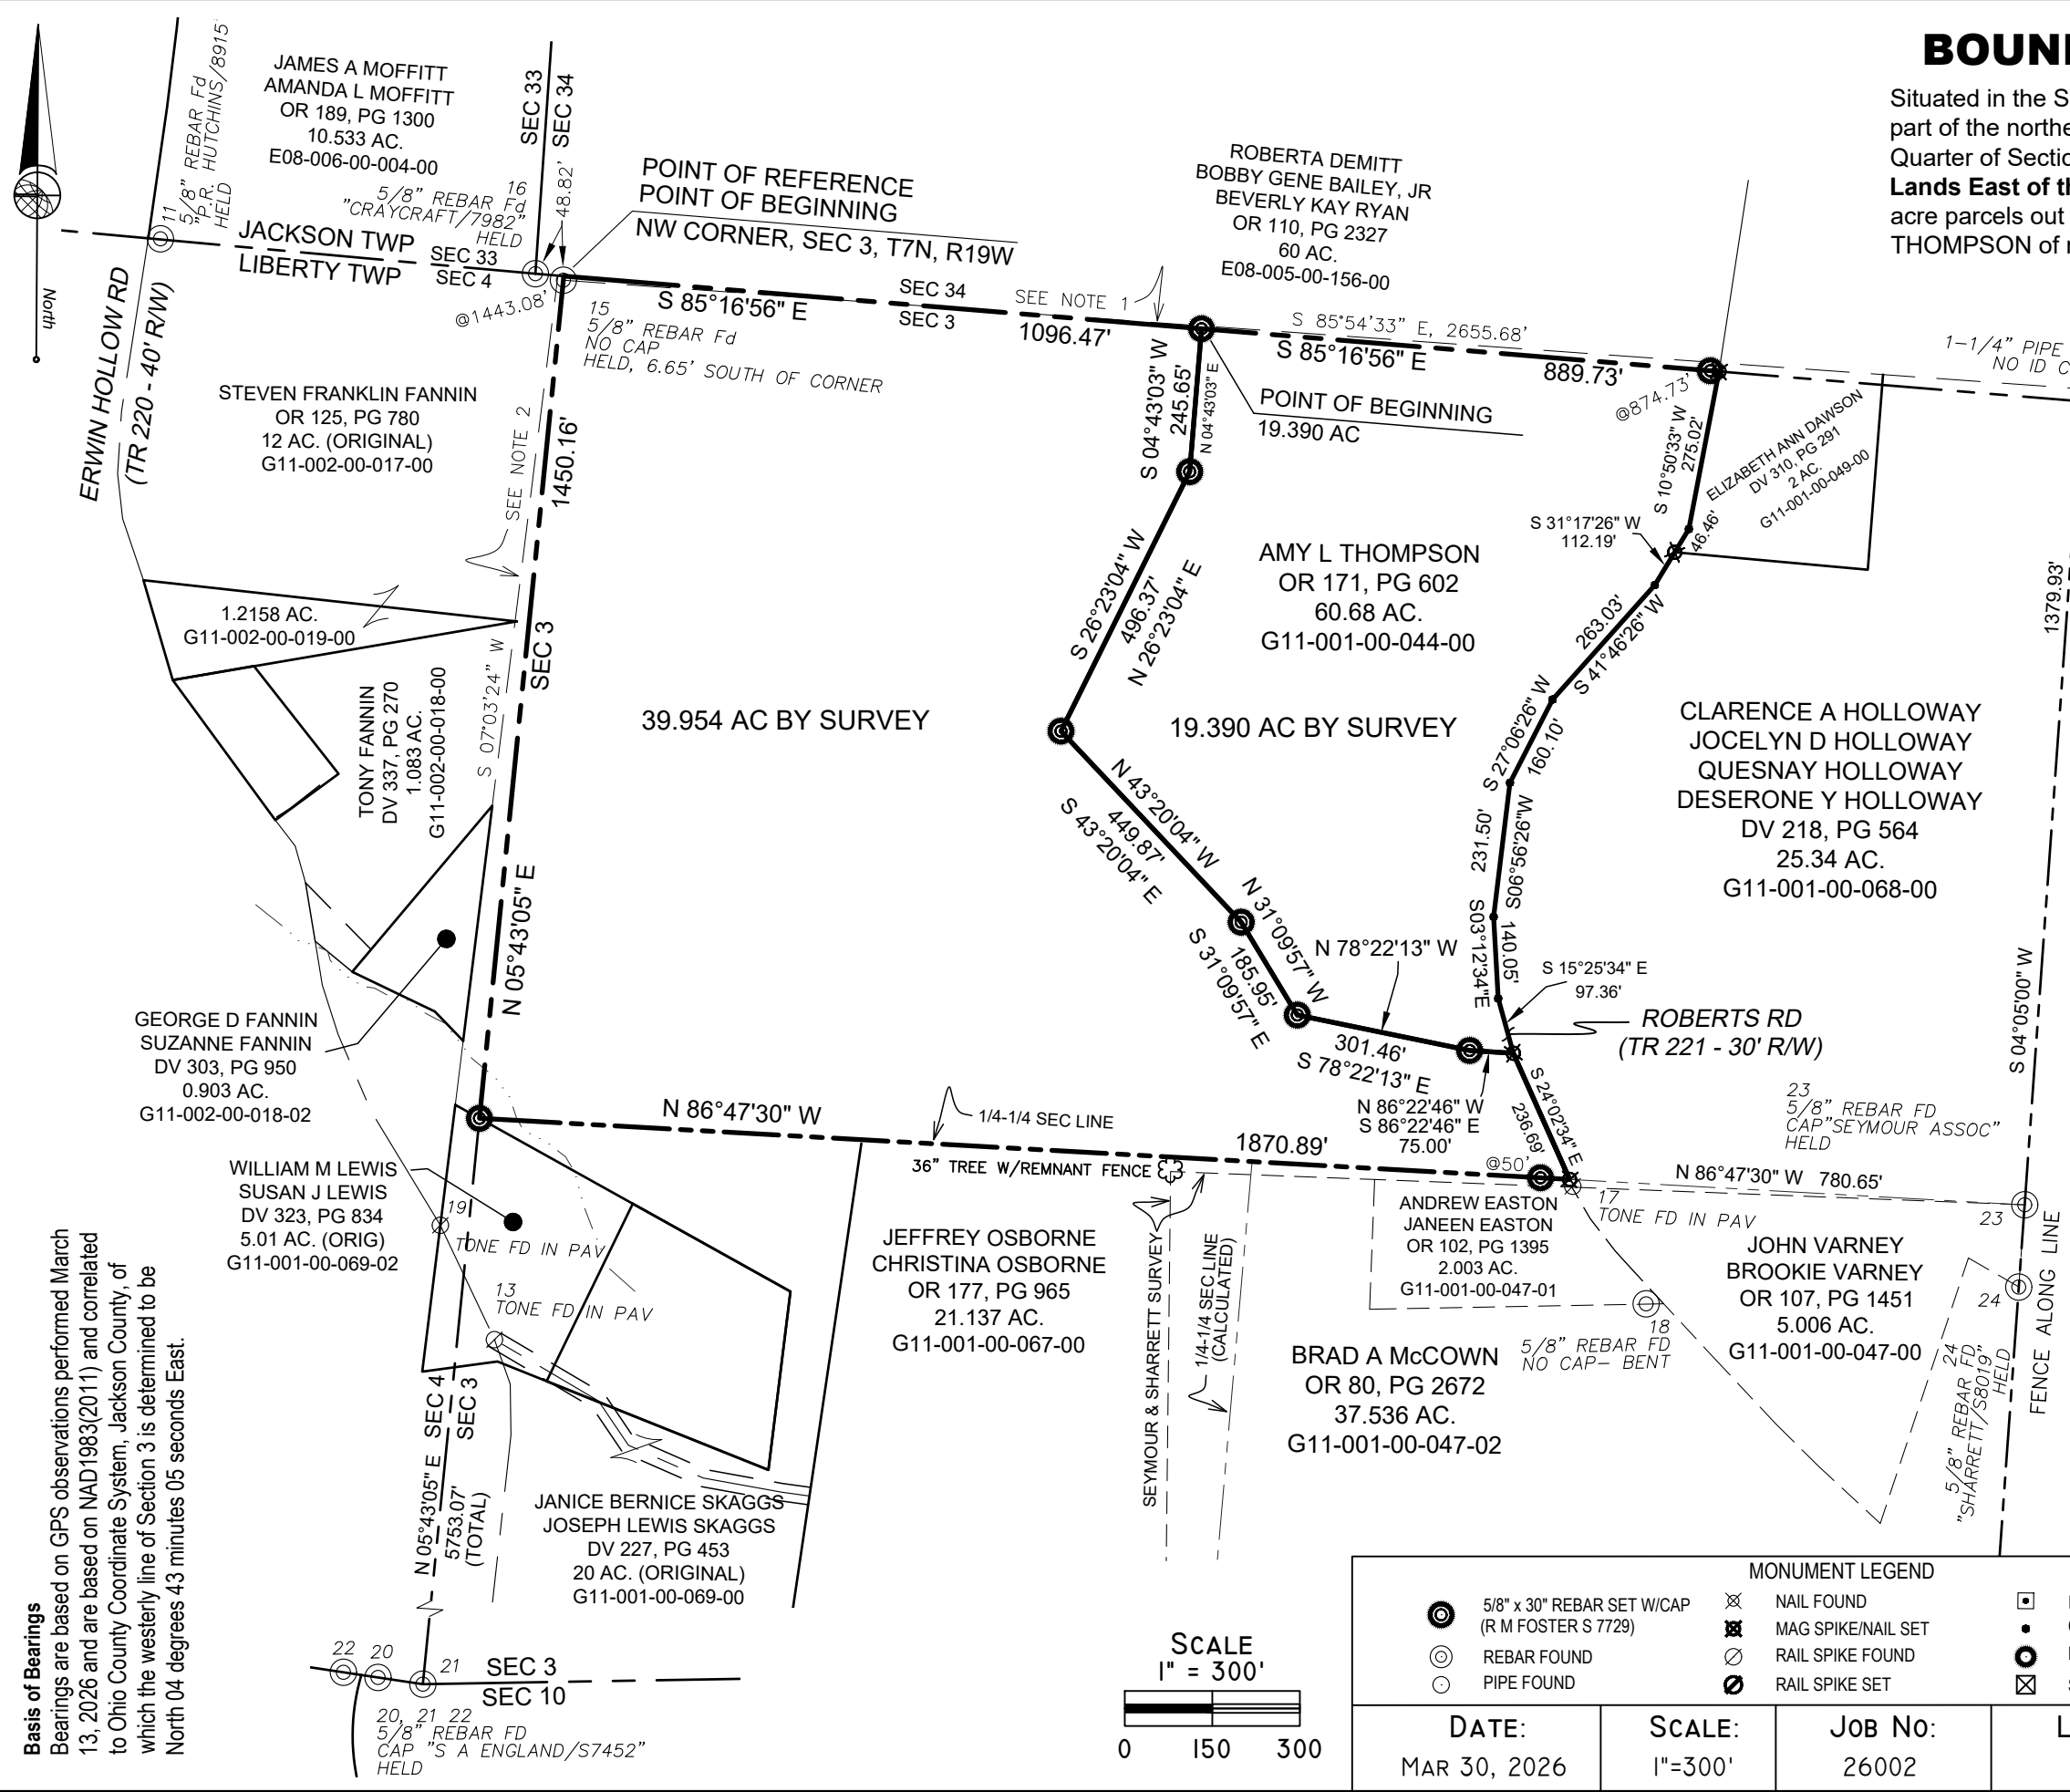 BOUN
Situated in the S
part of the northe
Quarter of Sectio
Lands East of th
acre parcels out
THOMPSON of r
North
5/8" REBAR Fd
"P.R. HUTCHINS/8915"
HELD
11
JAMES A MOFFITT
AMANDA L MOFFITT
OR 189, PG 1300
10.533 AC.
E08-006-00-004-00
SEC 33
SEC 34
48.82'
16
5/8" REBAR Fd
"CRAYCRAFT/7982"
HELD
JACKSON TWP
LIBERTY TWP
SEC 33
SEC 4
@1443.08'
POINT OF REFERENCE
POINT OF BEGINNING
NW CORNER, SEC 3, T7N, R19W
ROBERTA DEMITT
BOBBY GENE BAILEY, JR
BEVERLY KAY RYAN
OR 110, PG 2327
60 AC.
E08-005-00-156-00
S 85°16'56" E
SEC 34
SEC 3
SEE NOTE 1
1096.47'
S 85°54'33" E, 2655.68'
S 85°16'56" E
889.73'
@874.73'
1-1/4" PIPE
NO ID C
15
5/8" REBAR Fd
NO CAP
HELD, 6.65' SOUTH OF CORNER
ERWIN HOLLOW RD
(TR 220 - 40' R/W)
STEVEN FRANKLIN FANNIN
OR 125, PG 780
12 AC. (ORIGINAL)
G11-002-00-017-00
SEE NOTE 2
1450.16'
S 04°43'03" W
245.65'
N 04°43'03" E
POINT OF BEGINNING
19.390 AC
S 10°50'33" W
275.02'
ELIZABETH ANN DAWSON
DV 310, PG 291
2 AC.
G11-001-00-049-00
S 31°17'26" W
112.19'
46.46'
1379.93'
AMY L THOMPSON
OR 171, PG 602
60.68 AC.
G11-001-00-044-00
S 26°23'04" W
496.37'
N 26°23'04" E
263.03'
S 41°46'26" W
1.2158 AC.
G11-002-00-019-00
SEC 3
S 07°03'24" W
TONY FANNIN
DV 337, PG 270
1.083 AC.
G11-002-00-018-00
39.954 AC BY SURVEY
19.390 AC BY SURVEY
S 27°06'26" W
160.10'
CLARENCE A HOLLOWAY
JOCELYN D HOLLOWAY
QUESNAY HOLLOWAY
DESERONE Y HOLLOWAY
DV 218, PG 564
25.34 AC.
G11-001-00-068-00
N 43°20'04" W
449.87'
S 43°20'04" E
231.50'
S06°56'26"W
N 05°43'05" E
N 31°09'57" W
185.95'
S 31°09'57" E
S03°12'34"E
140.05'
N 78°22'13" W
301.46'
S 78°22'13" E
S 15°25'34" E
97.36'
ROBERTS RD
(TR 221 - 30' R/W)
S 04°05'00" W
GEORGE D FANNIN
SUZANNE FANNIN
DV 303, PG 950
0.903 AC.
G11-002-00-018-02
N 86°22'46" W
S 86°22'46" E
75.00'
S 24°02'34" E
236.69'
23
5/8" REBAR FD
CAP"SEYMOUR ASSOC"
HELD
N 86°47'30" W
1/4-1/4 SEC LINE
1870.89'
36" TREE W/REMNANT FENCE
@50'
N 86°47'30" W 780.65'
23
WILLIAM M LEWIS
SUSAN J LEWIS
DV 323, PG 834
5.01 AC. (ORIG)
G11-001-00-069-02
19
TONE FD IN PAV
13
TONE FD IN PAV
JEFFREY OSBORNE
CHRISTINA OSBORNE
OR 177, PG 965
21.137 AC.
G11-001-00-067-00
SEYMOUR & SHARRETT SURVEY
1/4-1/4 SEC LINE
(CALCULATED)
ANDREW EASTON
JANEEN EASTON
OR 102, PG 1395
2.003 AC.
G11-001-00-047-01
17
TONE FD IN PAV
JOHN VARNEY
BROOKIE VARNEY
OR 107, PG 1451
5.006 AC.
G11-001-00-047-00
24
18
5/8" REBAR FD
NO CAP- BENT
24
5/8" REBAR FD
"SHARRETT/S8019"
HELD
FENCE ALONG LINE
BRAD A McCOWN
OR 80, PG 2672
37.536 AC.
G11-001-00-047-02
Basis of Bearings
Bearings are based on GPS observations performed March
13, 2026 and are based on NAD1983(2011) and correlated
to Ohio County Coordinate System, Jackson County, of
which the westerly line of Section 3 is determined to be
North 04 degrees 43 minutes 05 seconds East.
SEC 4
SEC 3
N 05°43'05" E
5753.07'
(TOTAL)
JANICE BERNICE SKAGGS
JOSEPH LEWIS SKAGGS
DV 227, PG 453
20 AC. (ORIGINAL)
G11-001-00-069-00
22
20
21
SEC 3
SEC 10
20, 21 22
5/8" REBAR FD
CAP "S A ENGLAND/S7452"
HELD
SCALE
1" = 300'
0 150 300
MONUMENT LEGEND
5/8" x 30" REBAR SET W/CAP
(R M FOSTER S 7729)
REBAR FOUND
PIPE FOUND
NAIL FOUND
MAG SPIKE/NAIL SET
RAIL SPIKE FOUND
RAIL SPIKE SET
DATE:
MAR 30, 2026
SCALE:
1"=300'
JOB NO:
26002
L